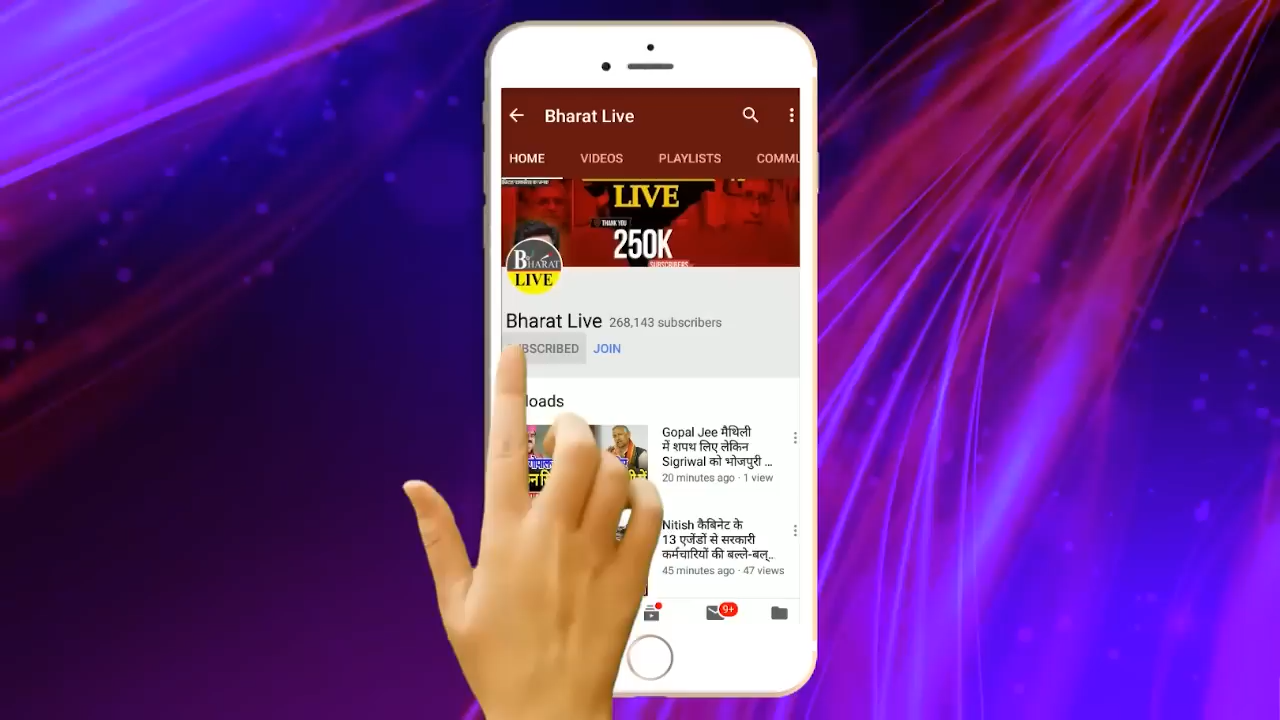 Bharat Live
HOME VIDEOS PLAYLISTS COMMU
LIVE
THANK YOU
250K
SUBSCRIBERS
BHARAT
LIVE
Bharat Live 268,143 subscribers
BSCRIBED JOIN
loads
Gopal Jee मैथिली
में शपथ लिए लेकिन
Sigriwal को भोजपुरी ...
20 minutes ago · 1 view
Nitish कैबिनेट के
13 एजेंडों से सरकारी
कर्मचारियों की बल्ले-बल्..
45 minutes ago · 47 views
9+